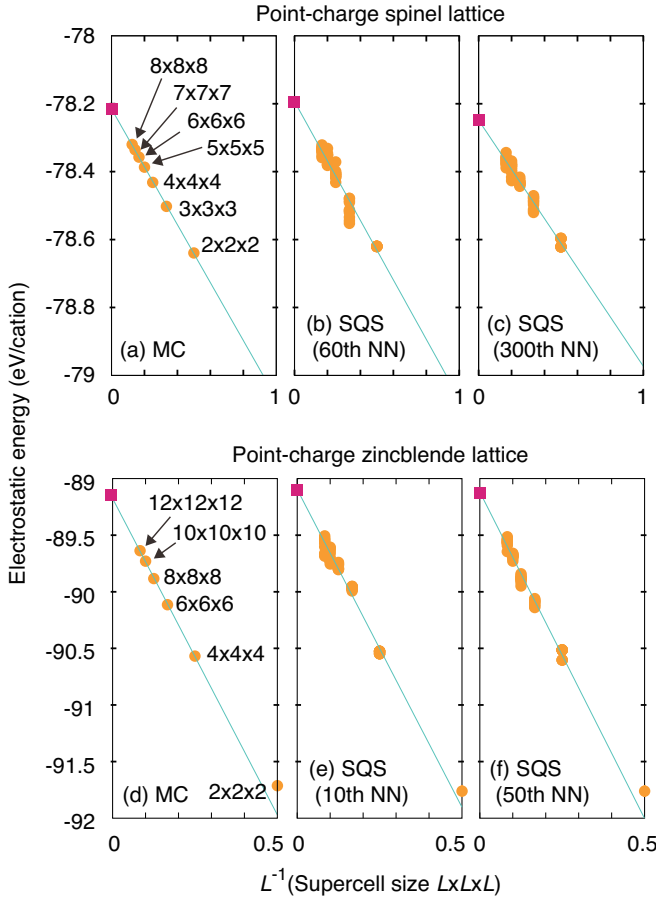 Point-charge spinel lattice
Electrostatic energy (eV/cation)
-78
-78.2
-78.4
-78.6
-78.8
-79
8x8x8
7x7x7
6x6x6
5x5x5
4x4x4
3x3x3
2x2x2
(a) MC
0
1
(b) SQS
(60th NN)
0
1
(c) SQS
(300th NN)
0
1
Point-charge zincblende lattice
-89
-89.5
-90
-90.5
-91
-91.5
-92
12x12x12
10x10x10
8x8x8
6x6x6
4x4x4
2x2x2
(d) MC
0
0.5
(e) SQS
(10th NN)
0
0.5
(f) SQS
(50th NN)
0
0.5
L⁻¹(Supercell size LxLxL)